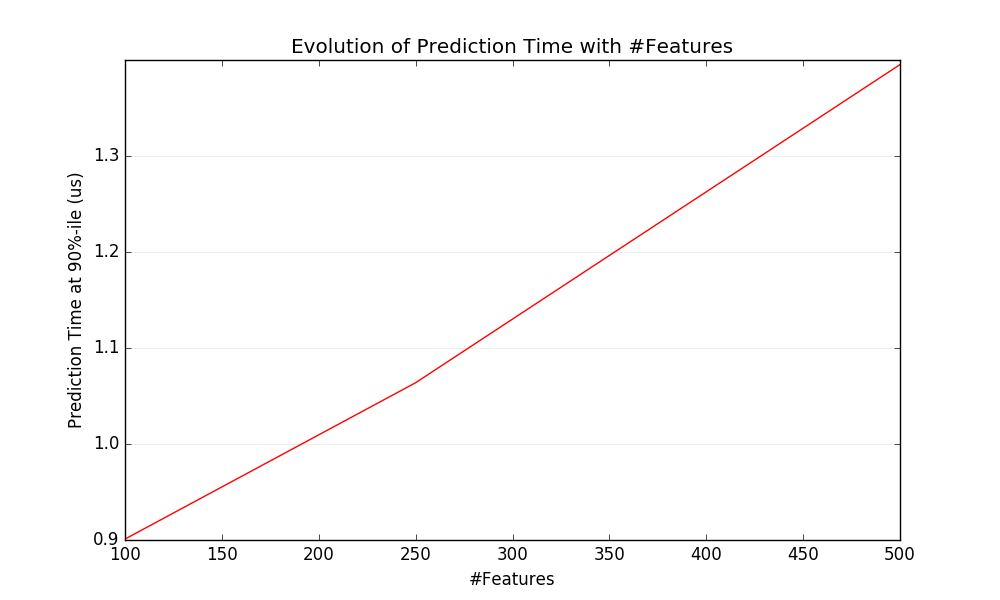 Evolution of Prediction Time with #Features
Prediction Time at 90%-ile (us)
1.3
1.2
1.1
1.0
0.9
100 150 200 250 300 350 400 450 500
#Features